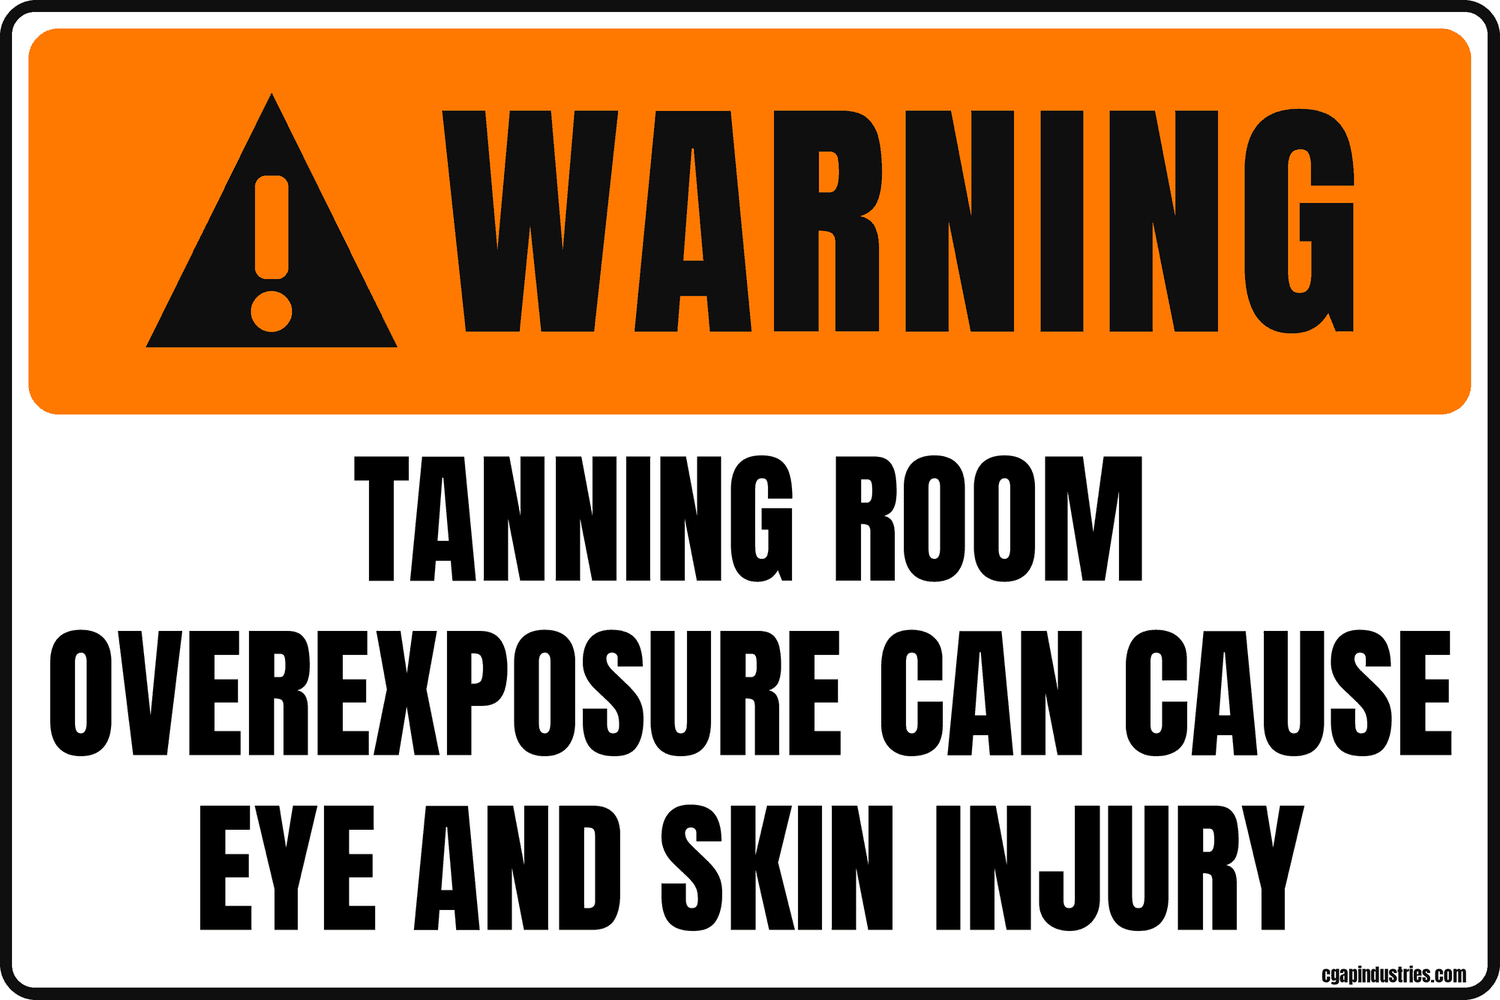 WARNING
TANNING ROOM
OVEREXPOSURE CAN CAUSE
EYE AND SKIN INJURY
cgapindustries.com